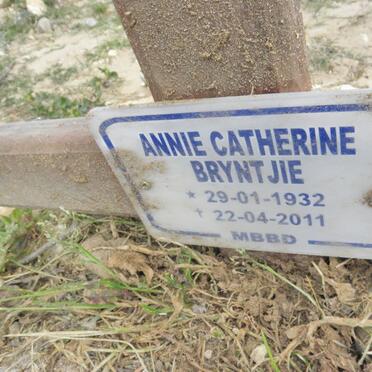 ANNIE CATHERINE
BRYNTJIE
* 29-01-1932
† 22-04-2011
MBBD